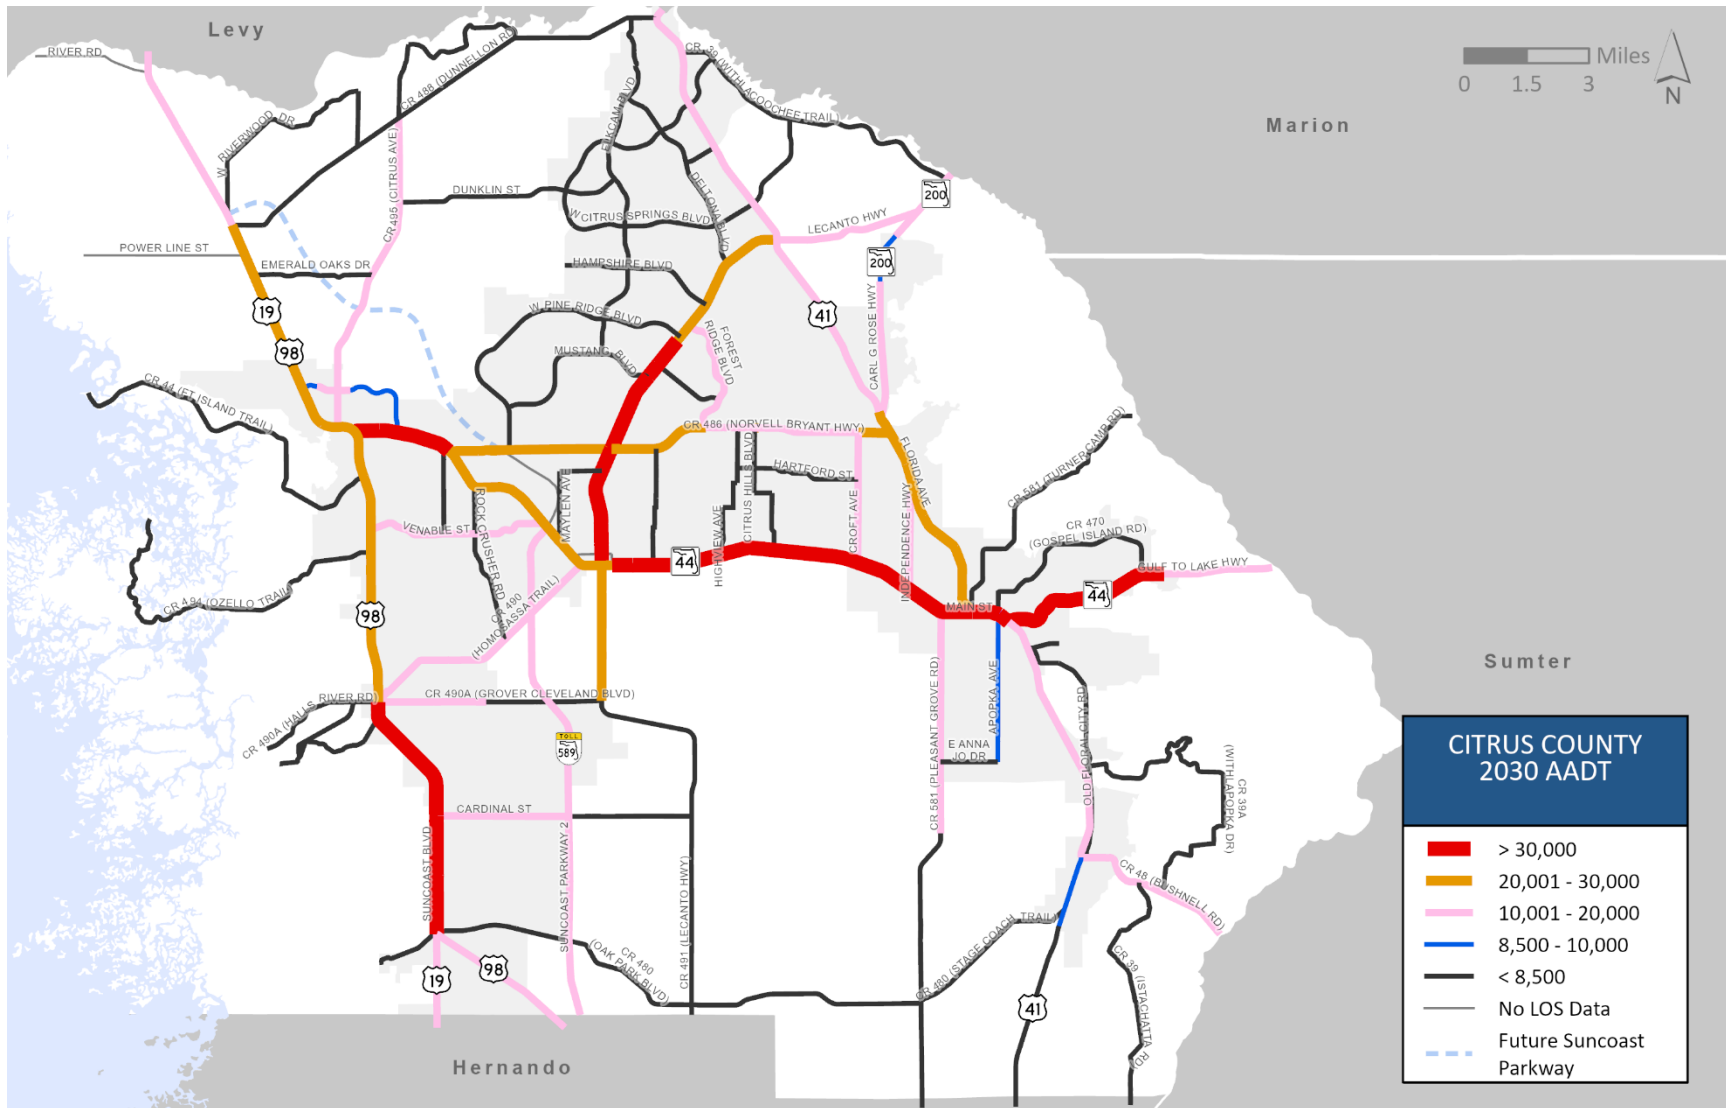 Levy
RIVER RD
CR 488 (DUNNELLON RD)
CR 39 (WITHLACOOCHEE TRAIL)
Miles
0 1.5 3
N
Marion
W RIVERWOOD DR
ELKCAM BLVD
CR 495 (CITRUS AVE)
DUNKLIN ST
DELTONA BLVD
200
W CITRUS SPRINGS BLVD
LECANTO HWY
POWER LINE ST
EMERALD OAKS DR
HAMPSHIRE BLVD
200
19
W PINE RIDGE BLVD
41
98
FOREST
RIDGE BLVD
MUSTANG BLVD
CARL G ROSE HWY
CR 44 (FT ISLAND TRAIL)
CR 486 (NORVELL BRYANT HWY)
CR 581 (TURNER CAMP RD)
FLORIDA AVE
HARTFORD ST
CITRUS HILLS BLVD
MAYLEN AVE
ROCK CRUSHER RD
VENABLE ST
HIGHVIEW AVE
CROFT AVE
INDEPENDENCE HWY
CR 470
(GOSPEL ISLAND RD)
44
GULF TO LAKE HWY
44
CR 494 (OZELLO TRAIL)
CR 490
(HOMOSASSA TRAIL)
MAIN ST
98
Sumter
CR 490A (HALLS RIVER RD)
CR 490A (GROVER CLEVELAND BLVD)
CR 581 (PLEASANT GROVE RD)
APOPKA AVE
OLD FLORAL CITY RD
TOLL
589
E ANNA
JO DR
CR 39A
(WITHLAPOPKA DR)
CARDINAL ST
SUNCOAST BLVD
SUNCOAST PARKWAY 2
CR 491 (LECANTO HWY)
CR 48 (BUSHNELL RD)
CR 480
(OAK PARK BLVD)
CR 480 (STAGE COACH TRAIL)
CR 39 (ISTACHATTA RD)
19
98
41
Hernando
CITRUS COUNTY
2030 AADT
> 30,000
20,001 - 30,000
10,001 - 20,000
8,500 - 10,000
< 8,500
No LOS Data
Future Suncoast
Parkway